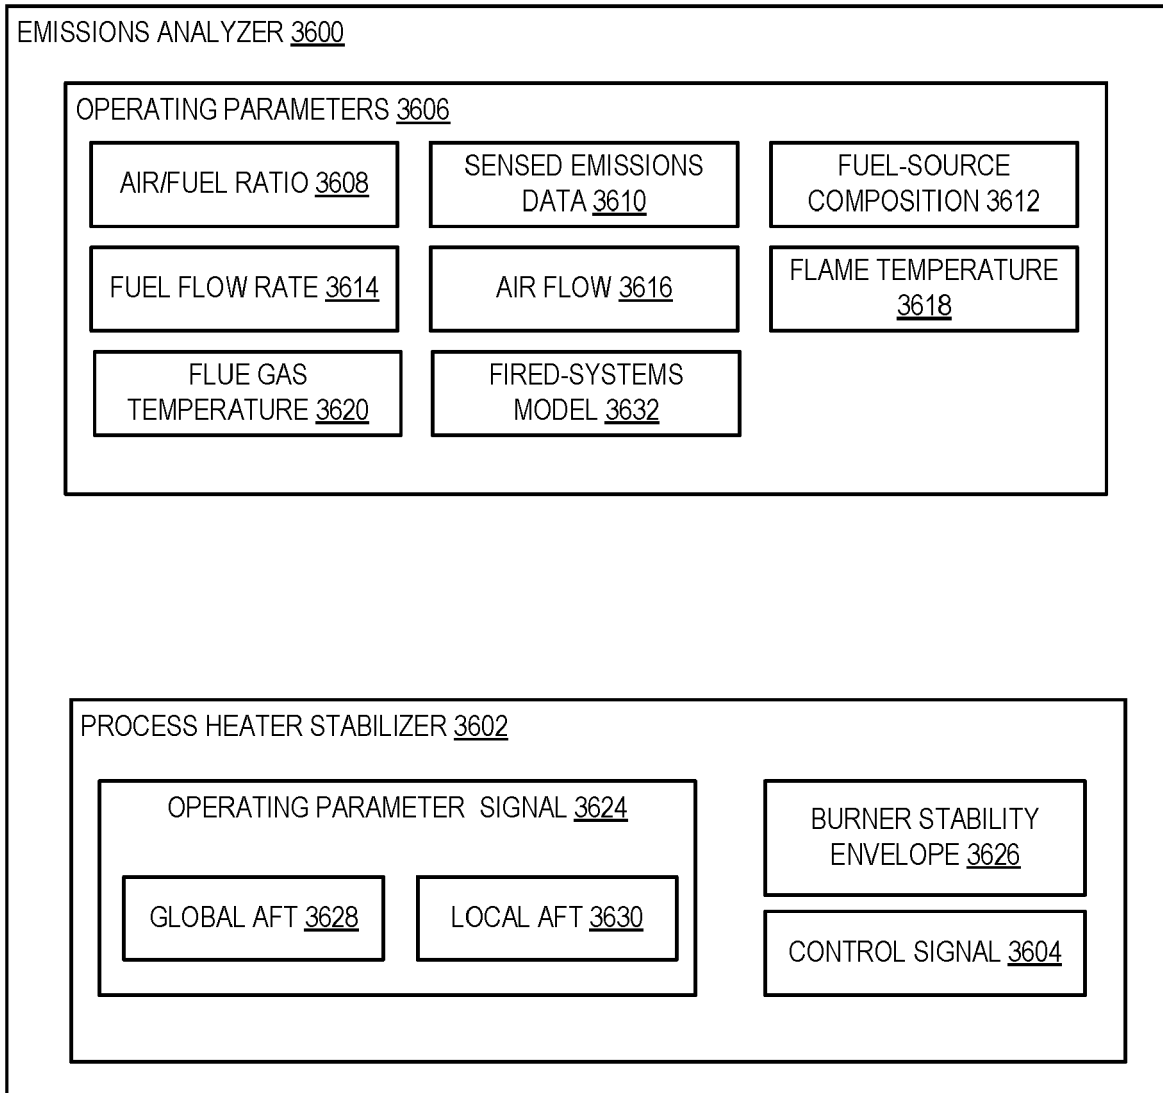 EMISSIONS ANALYZER 3600
OPERATING PARAMETERS 3606
AIR/FUEL RATIO 3608
SENSED EMISSIONS
DATA 3610
FUEL-SOURCE
COMPOSITION 3612
FUEL FLOW RATE 3614
AIR FLOW 3616
FLAME TEMPERATURE
3618
FLUE GAS
TEMPERATURE 3620
FIRED-SYSTEMS
MODEL 3632
PROCESS HEATER STABILIZER 3602
OPERATING PARAMETER SIGNAL 3624
GLOBAL AFT 3628
LOCAL AFT 3630
BURNER STABILITY
ENVELOPE 3626
CONTROL SIGNAL 3604